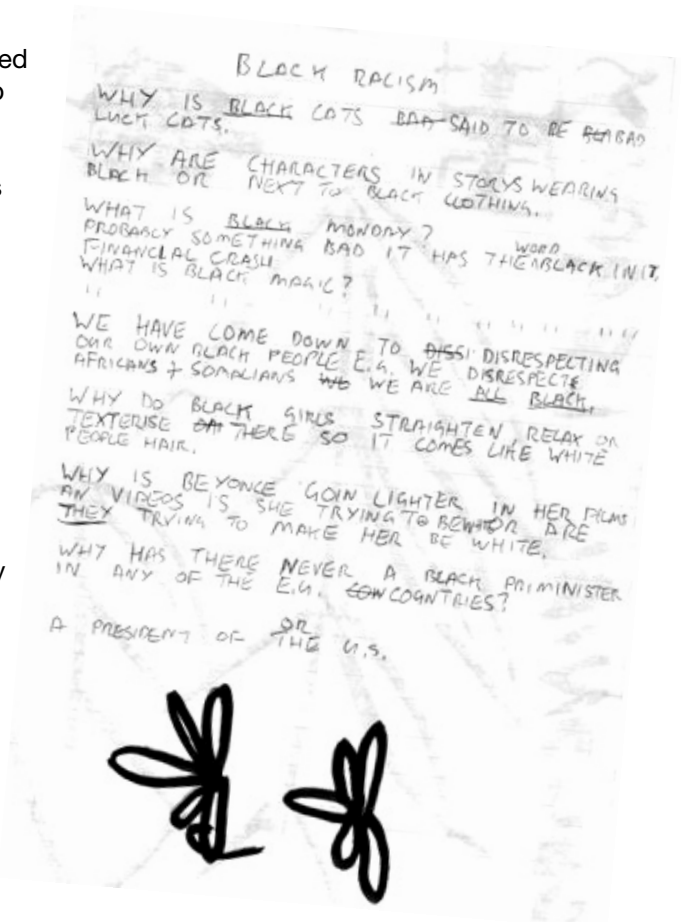 ed
BLACK RACISM
WHY IS BLACK CATS BAA SAID TO BE BAD
LUCK CATS.
WHY ARE CHARACTERS IN STORYS WEARING
BLACK OR NEXT TO BLACK CLOTHING.
WHAT IS BLACK MONDAY?
PROBABLY SOMETHING BAD IT HAS THE WORD BLACK IN IT,
FINANCIAL CRASH
WHAT IS BLACK MAGIC?
" " " " " " " " "
WE HAVE COME DOWN TO DISSI DISRESPECTING
OUR OWN BLACK PEOPLE E.G. WE DISRESPECTE
AFRICANS + SOMALIANS WE WE ARE ALL BLACK.
WHY DO BLACK GIRLS STRAIGHTEN, RELAX OR
TEXTERISE THERE SO IT COMES LIKE WHITE
PEOPLE HAIR.
WHY IS BEYONCE GOIN LIGHTER IN HER FILMS
AN VIDEOS IS SHE TRYING TO BE OR ARE
THEY TRYING TO MAKE HER BE WHITE.
WHY HAS THERE NEVER A BLACK PRIMINISTER
IN ANY OF THE E.U. COW COUNTRIES?
OR
A PRESIDENT OF THE U.S.